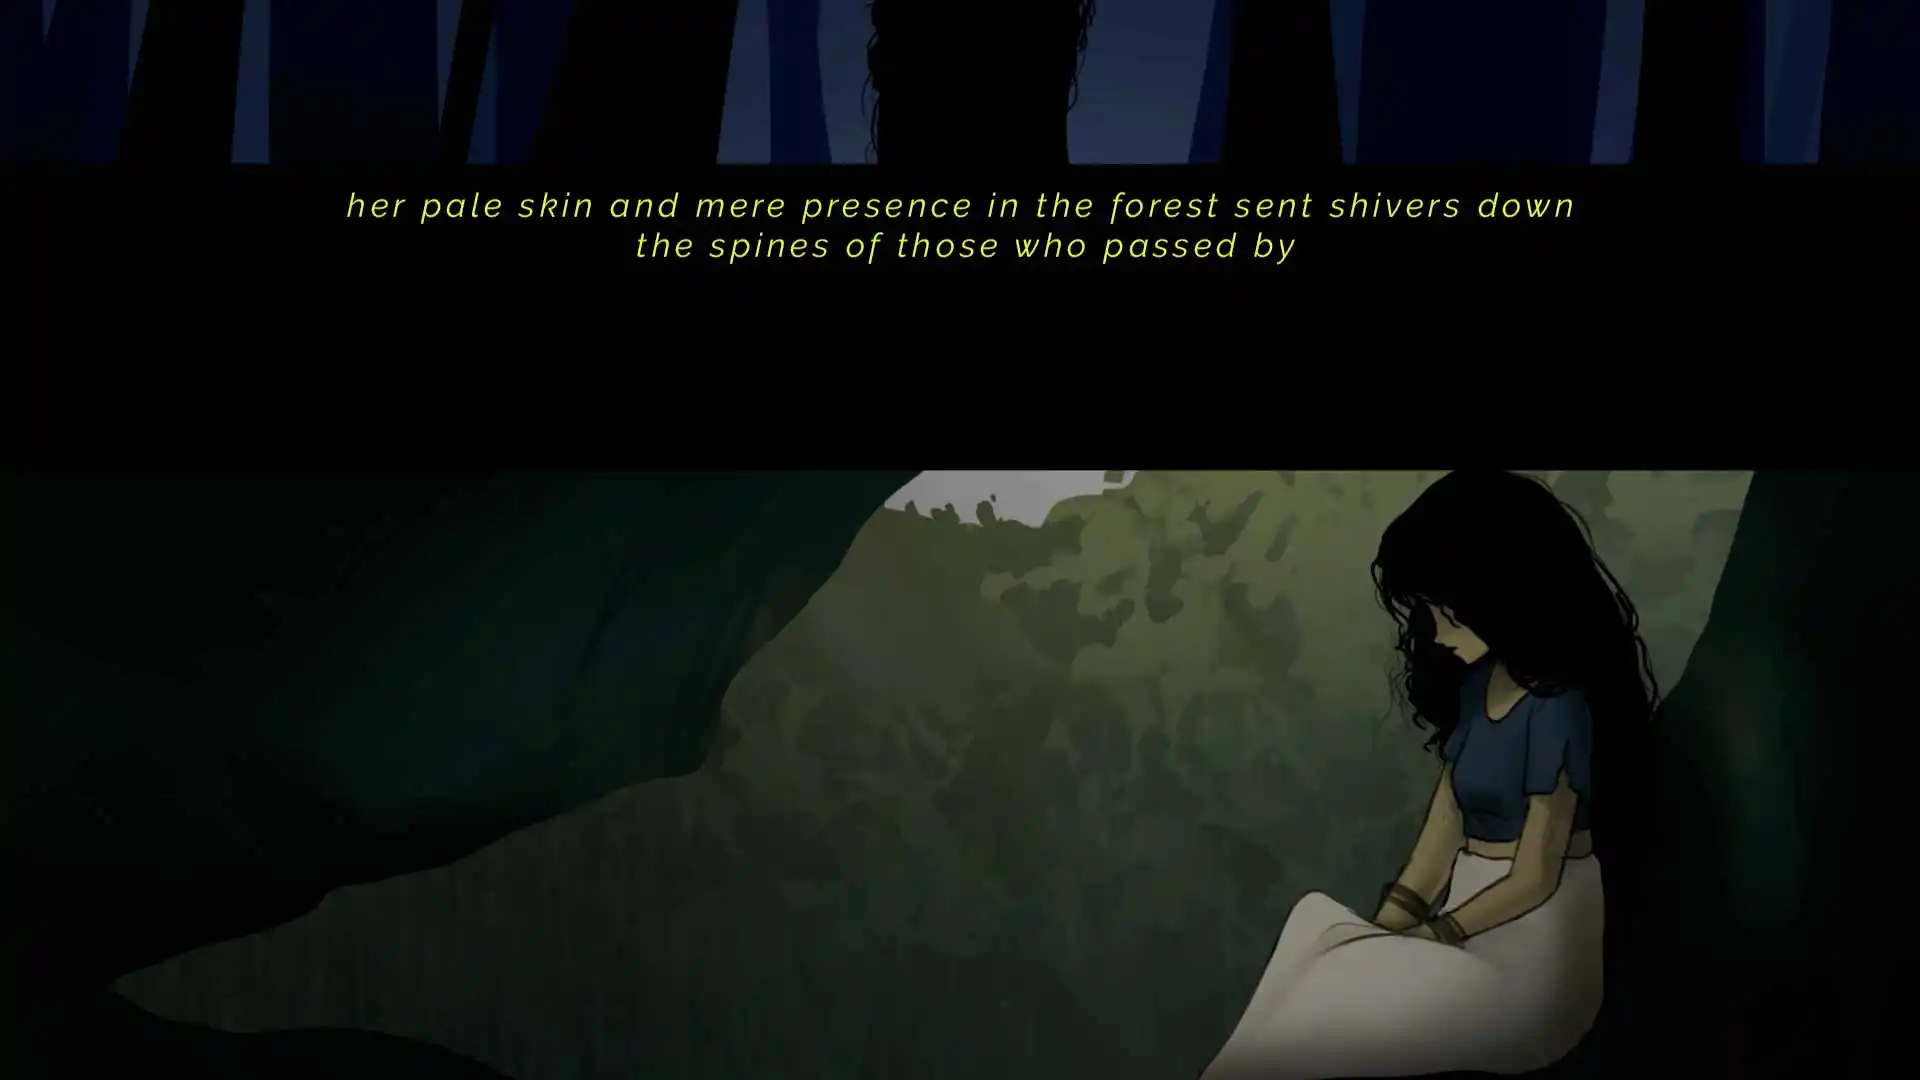 her pale skin and mere presence in the forest sent shivers down
the spines of those who passed by